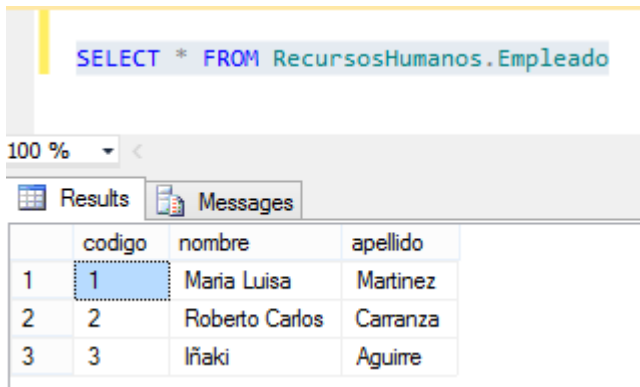 SELECT * FROM RecursosHumanos.Empleado
100 %
Results Messages
codigo nombre apellido
1 1 Maria Luisa Martinez
2 2 Roberto Carlos Carranza
3 3 Iñaki Aguirre